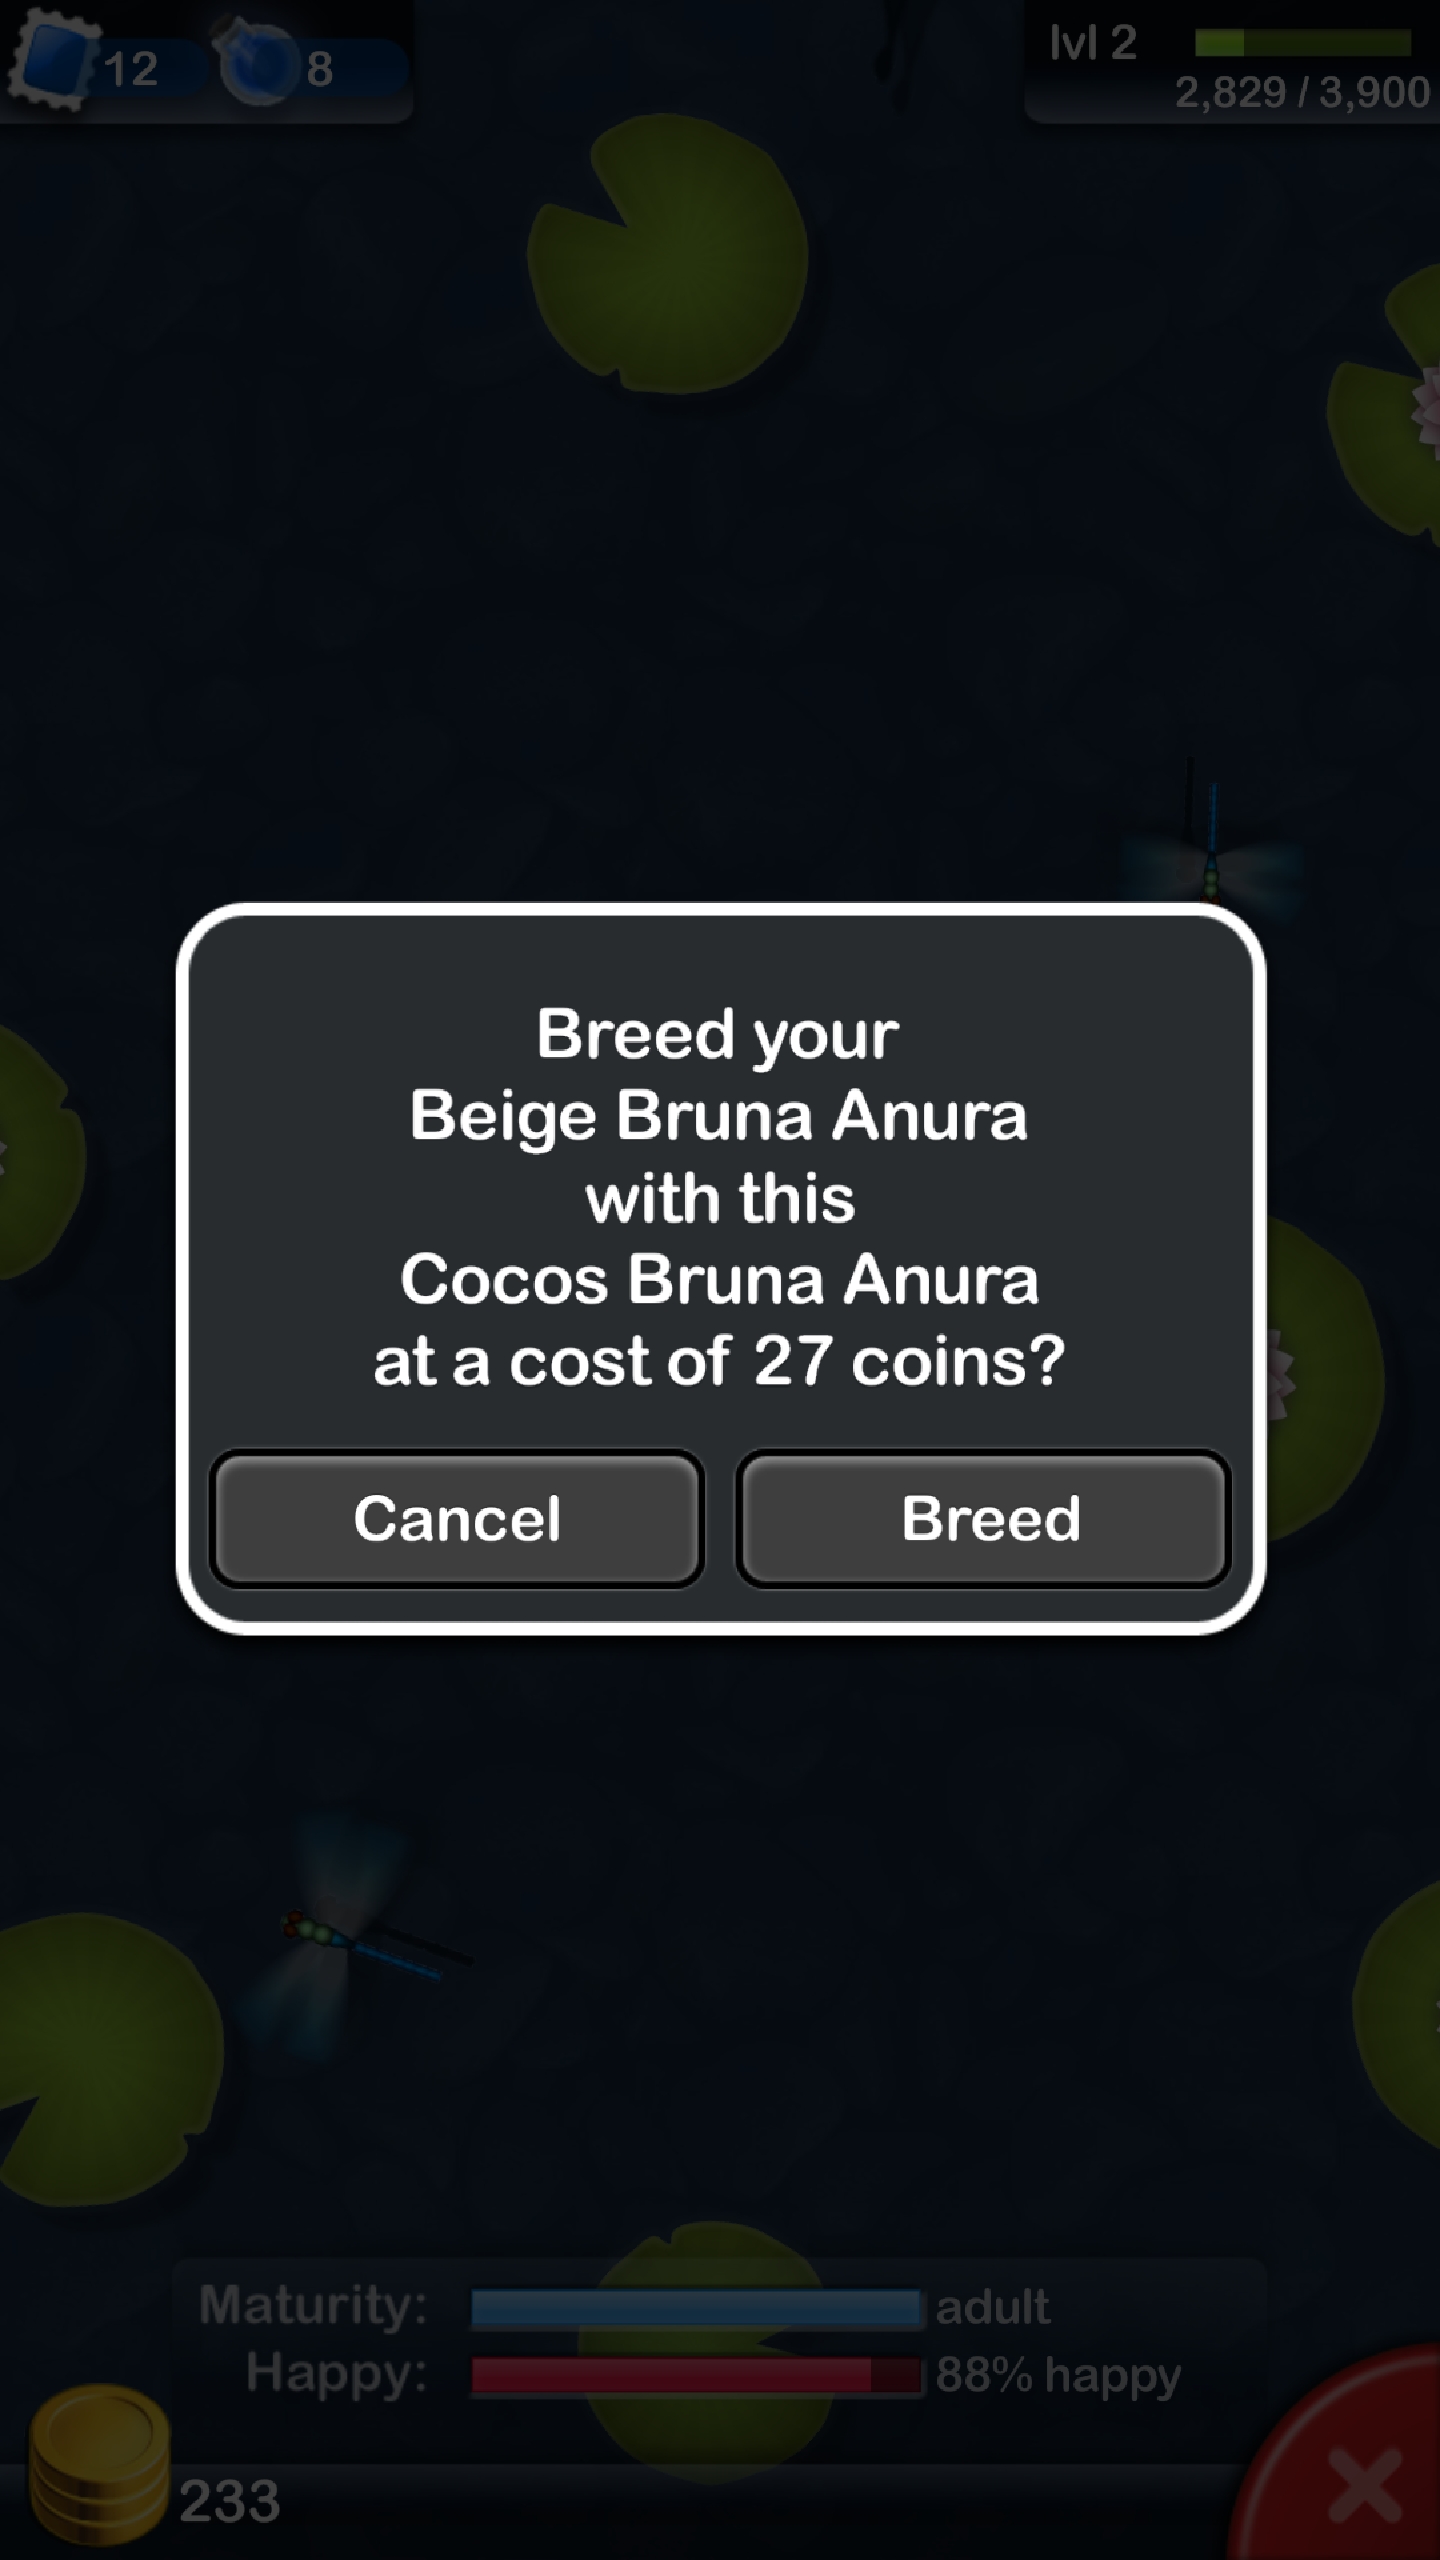 12
8
lvl 2
2,829 / 3,900
Breed your
Beige Bruna Anura
with this
Cocos Bruna Anura
at a cost of 27 coins?
Cancel
Breed
Maturity:
adult
Happy:
88% happy
233